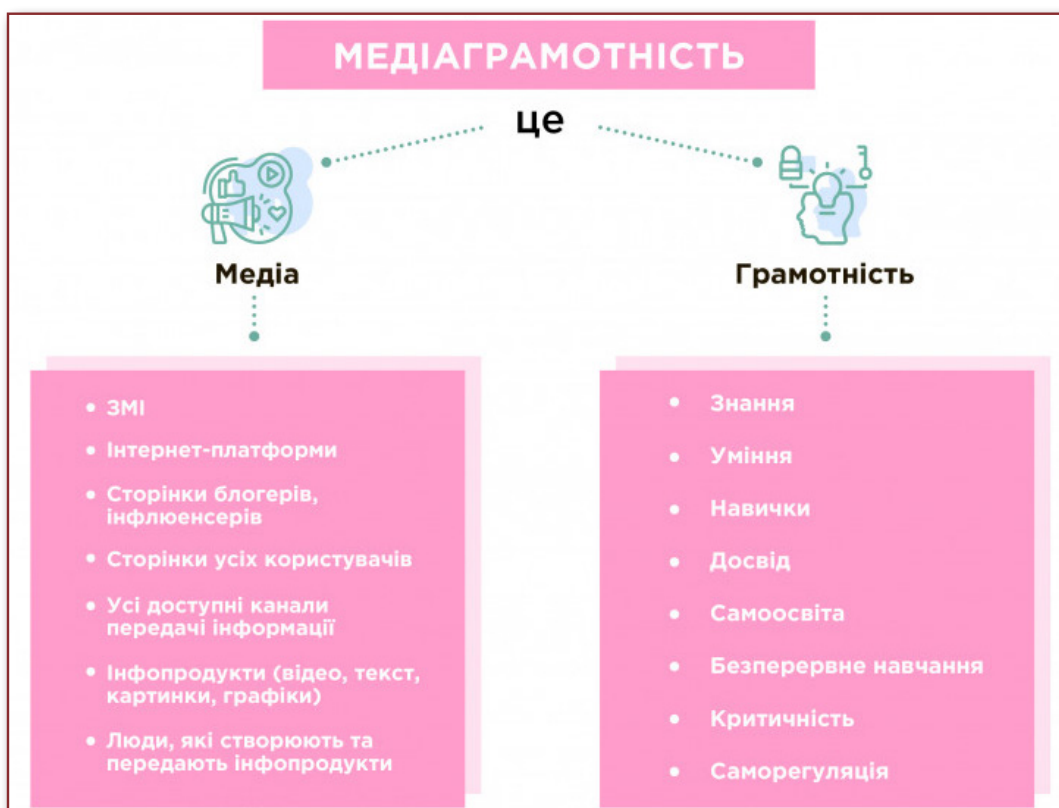 МЕДІАГРАМОТНІСТЬ
це
Медіа
• ЗМІ
• Інтернет-платформи
• Сторінки блогерів,
інфлюенсерів
• Сторінки усіх користувачів
• Усі доступні канали
передачі інформації
• Інфопродукти (відео, текст,
картинки, графіки)
• Люди, які створюють та
передають інфопродукти
Грамотність
• Знання
• Уміння
• Навички
• Досвід
• Самоосвіта
• Безперервне навчання
• Критичність
• Саморегуляція